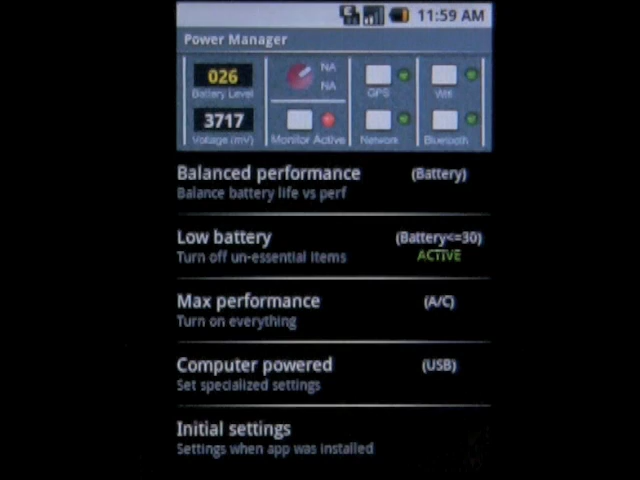 11:59 AM
Power Manager
026
Battery Level
NA
NA
GPS
Wifi
3717
Voltage (mV)
Monitor Active
Network
Bluetooth
Balanced performance (Battery)
Balance battery life vs perf
Low battery (Battery<=30)
Turn off un-essential items ACTIVE
Max performance (A/C)
Turn on everything
Computer powered (USB)
Set specialized settings
Initial settings
Settings when app was installed